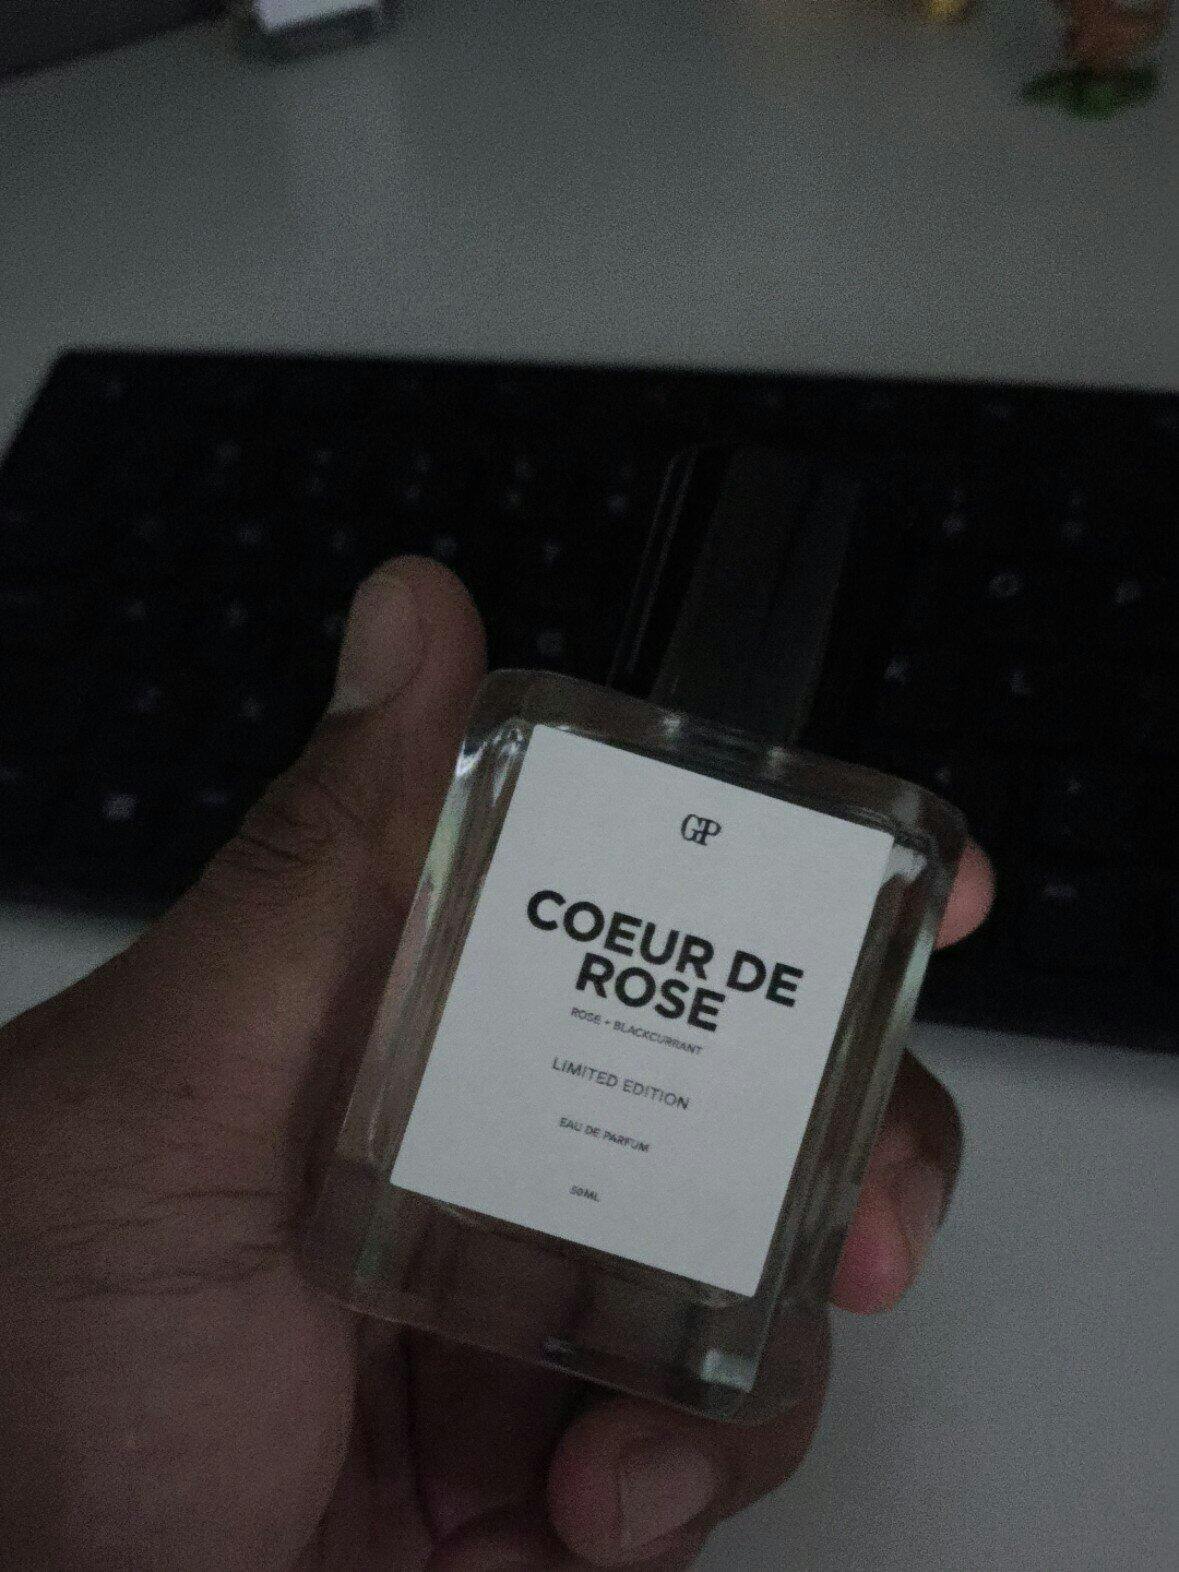 GP
COEUR DE
ROSE
ROSE + BLACKCURRANT
LIMITED EDITION
EAU DE PARFUM
50ML